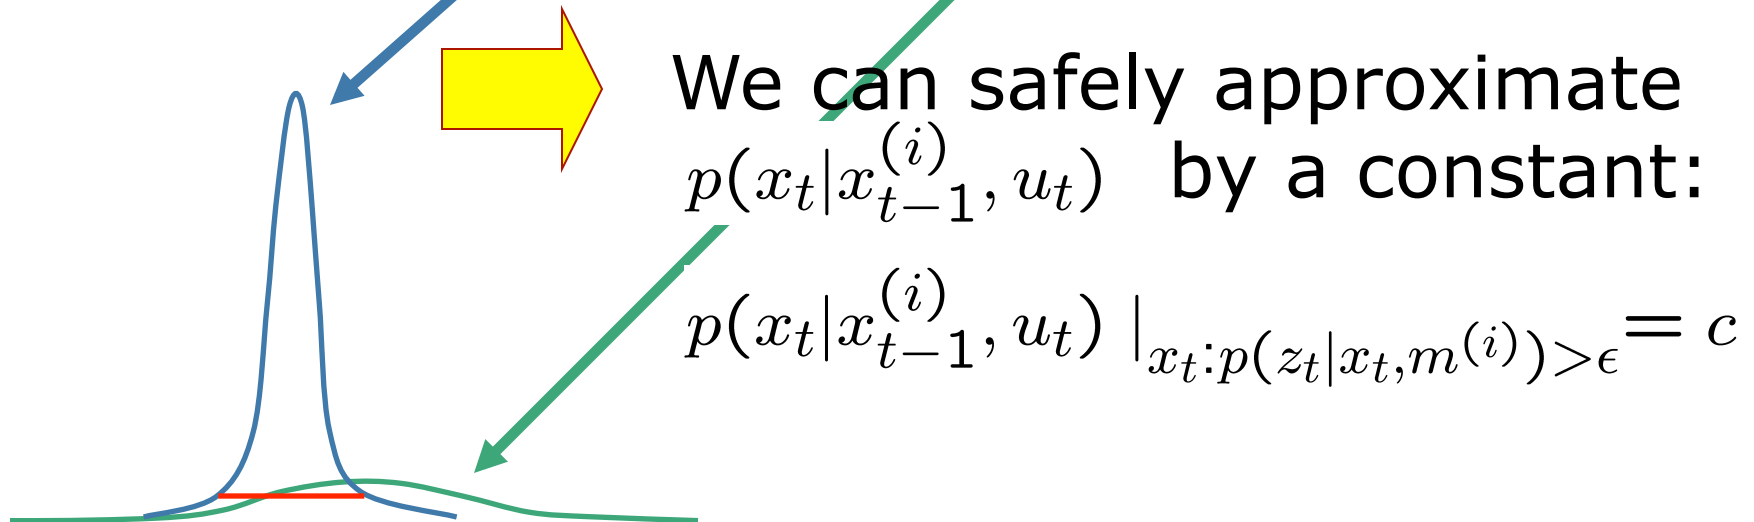 We can safely approximate
p(x_t|x_{t-1}^{(i)}, u_t) by a constant:
p(x_t|x_{t-1}^{(i)}, u_t) |_{x_t:p(z_t|x_t,m^{(i)})>ϵ} = c